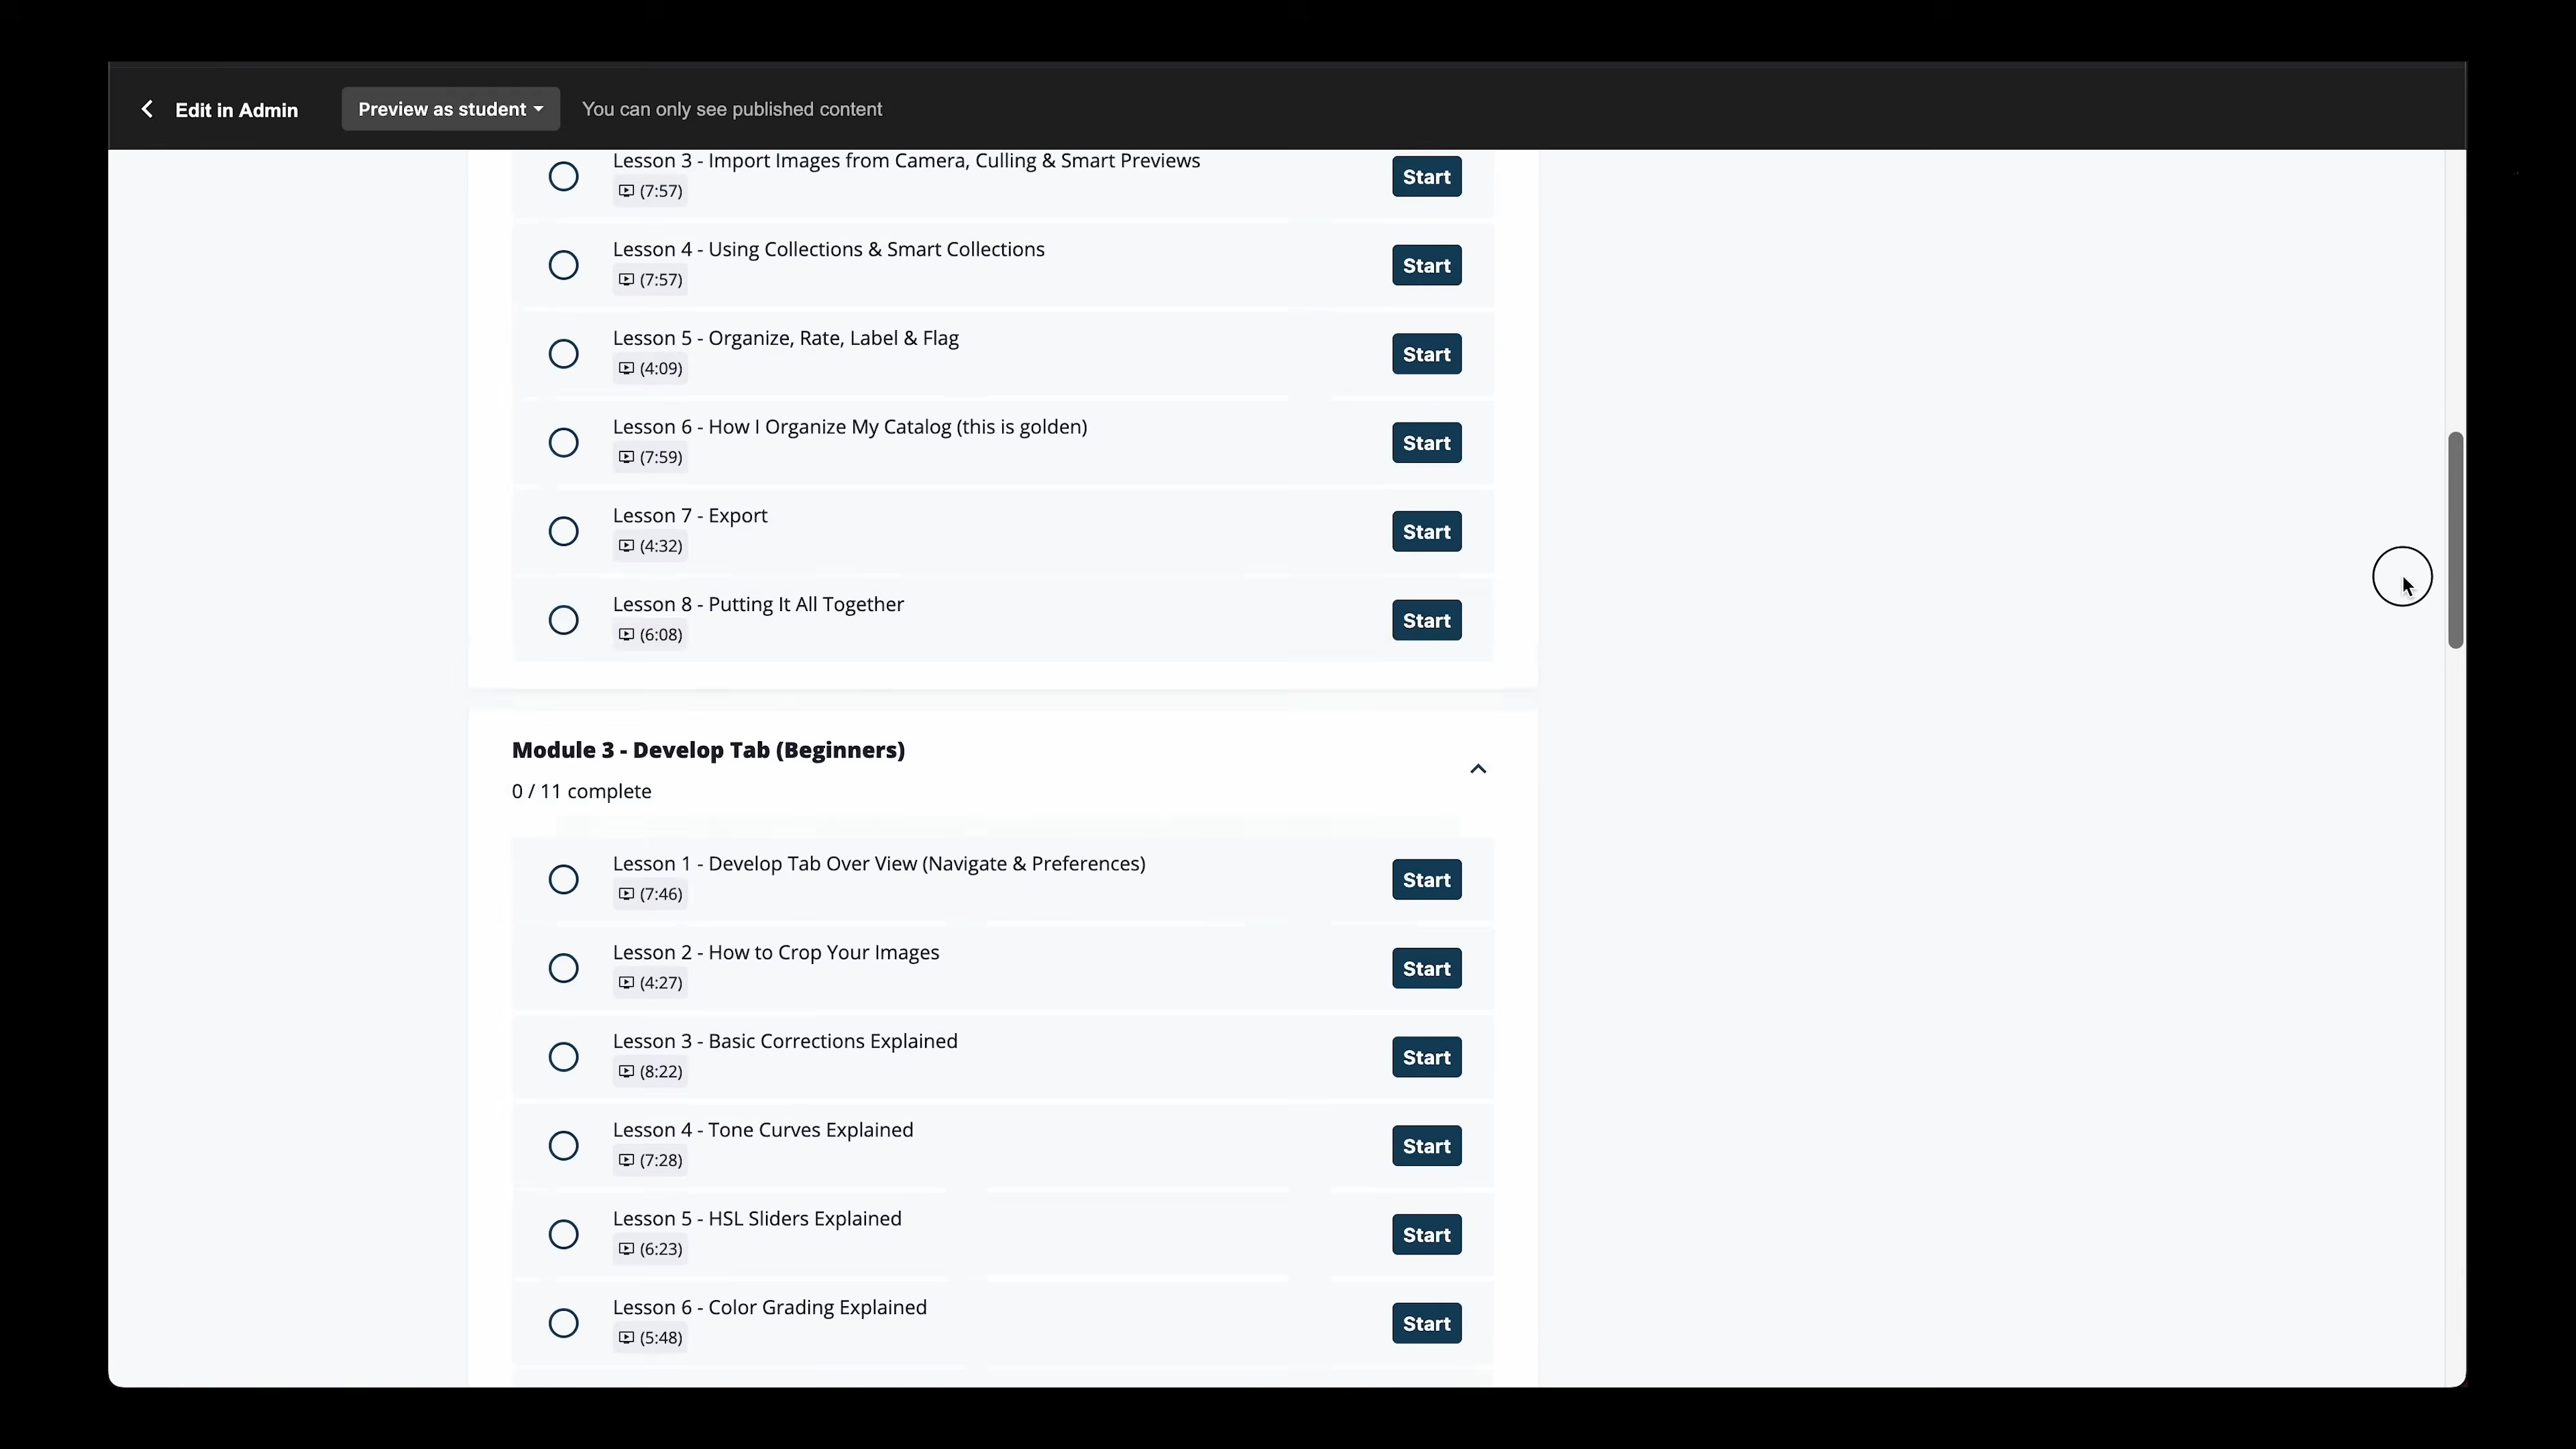 Edit in Admin
Preview as student
You can only see published content
Lesson 3 - Import Images from Camera, Culling & Smart Previews
(7:57)
Start
Lesson 4 - Using Collections & Smart Collections
(7:57)
Start
Lesson 5 - Organize, Rate, Label & Flag
(4:09)
Start
Lesson 6 - How I Organize My Catalog (this is golden)
(7:59)
Start
Lesson 7 - Export
(4:32)
Start
Lesson 8 - Putting It All Together
(6:08)
Start
Module 3 - Develop Tab (Beginners)
0 / 11 complete
Lesson 1 - Develop Tab Over View (Navigate & Preferences)
(7:46)
Start
Lesson 2 - How to Crop Your Images
(4:27)
Start
Lesson 3 - Basic Corrections Explained
(8:22)
Start
Lesson 4 - Tone Curves Explained
(7:28)
Start
Lesson 5 - HSL Sliders Explained
(6:23)
Start
Lesson 6 - Color Grading Explained
(5:48)
Start